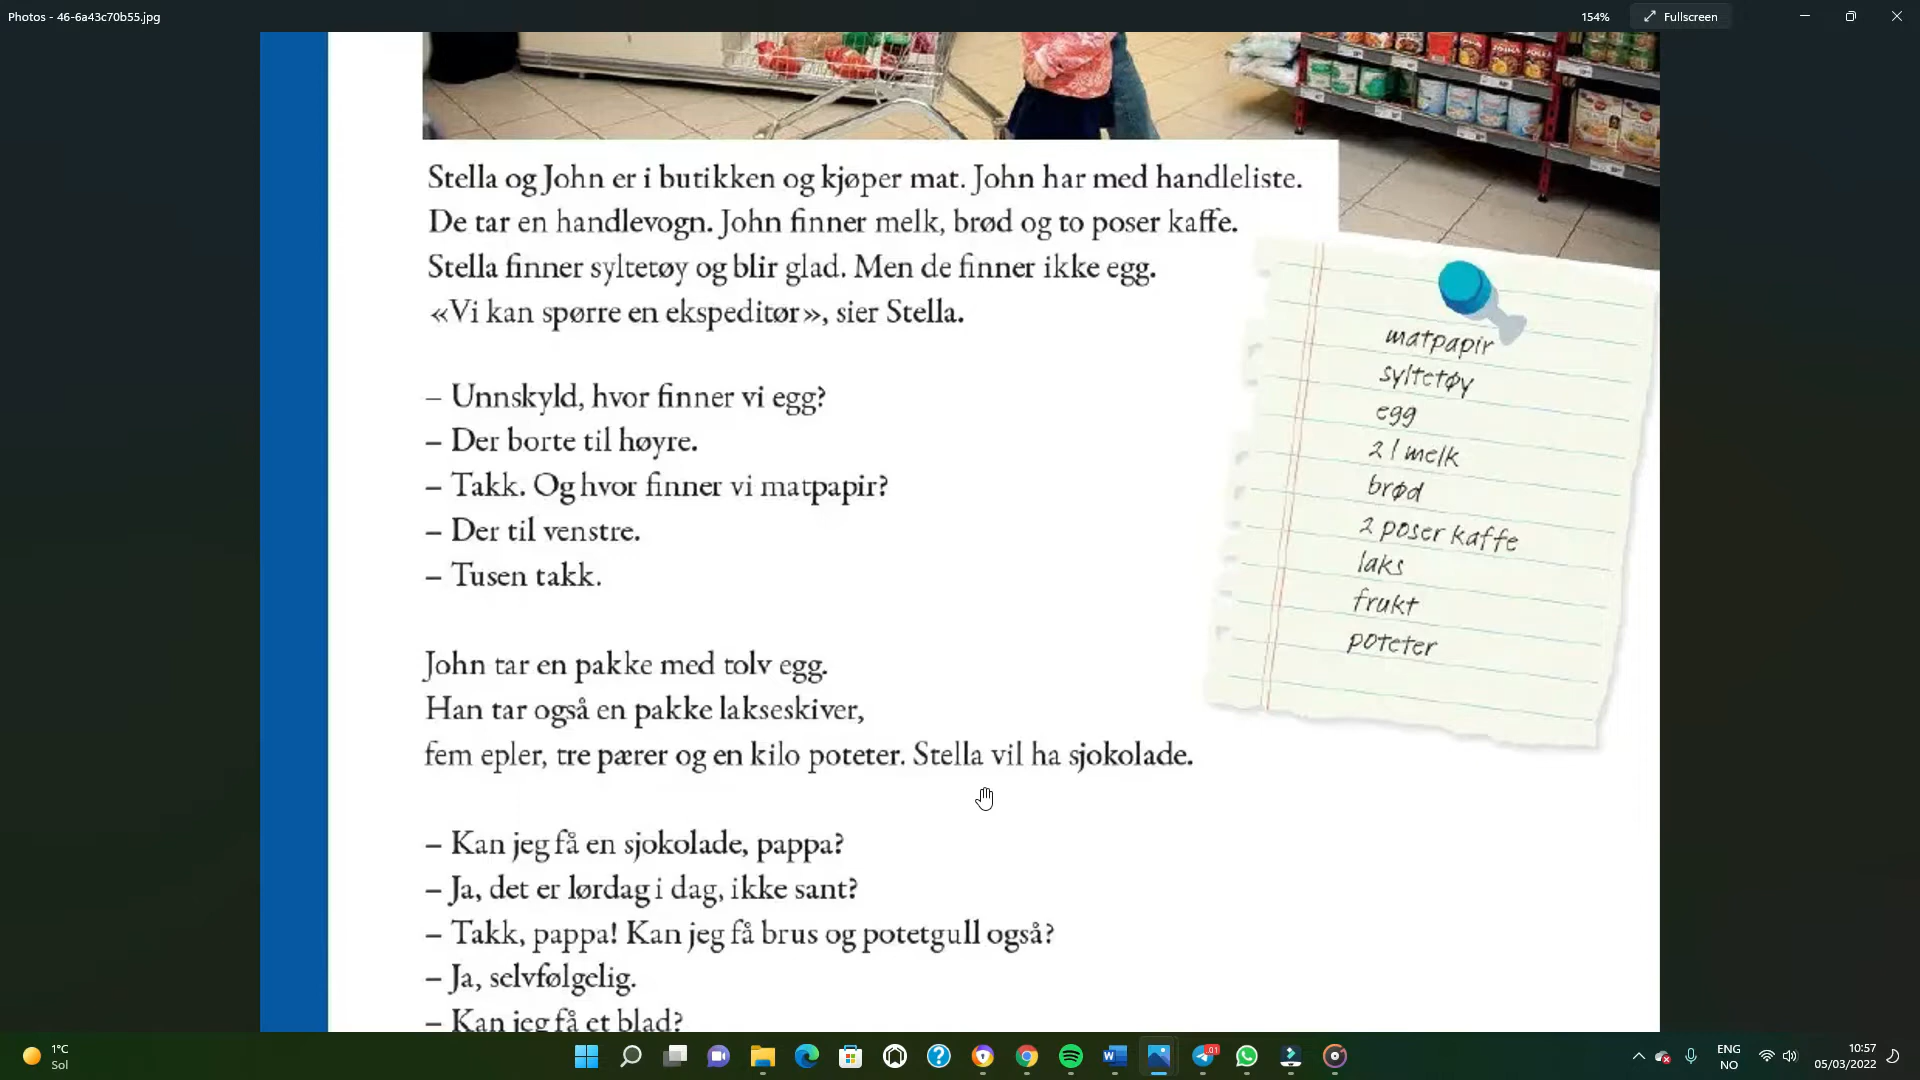 Photos - 46-6a43c70b55.jpg
154%
Fullscreen
Stella og John er i butikken og kjøper mat. John har med handleliste.
De tar en handlevogn. John finner melk, brød og to poser kaffe.
Stella finner syltetøy og blir glad. Men de finner ikke egg.
«Vi kan spørre en ekspeditør», sier Stella.
– Unnskyld, hvor finner vi egg?
– Der borte til høyre.
– Takk. Og hvor finner vi matpapir?
– Der til venstre.
– Tusen takk.
John tar en pakke med tolv egg.
Han tar også en pakke lakseskiver,
fem epler, tre pærer og en kilo poteter. Stella vil ha sjokolade.
– Kan jeg få en sjokolade, pappa?
– Ja, det er lørdag i dag, ikke sant?
– Takk, pappa! Kan jeg få brus og potetgull også?
– Ja, selvfølgelig.
– Kan jeg få et blad?
matpapir
syltetøy
egg
2 l melk
brød
2 poser kaffe
laks
frukt
poteter
1°C
Sol
.01
ENG
NO
10:57
05/03/2022